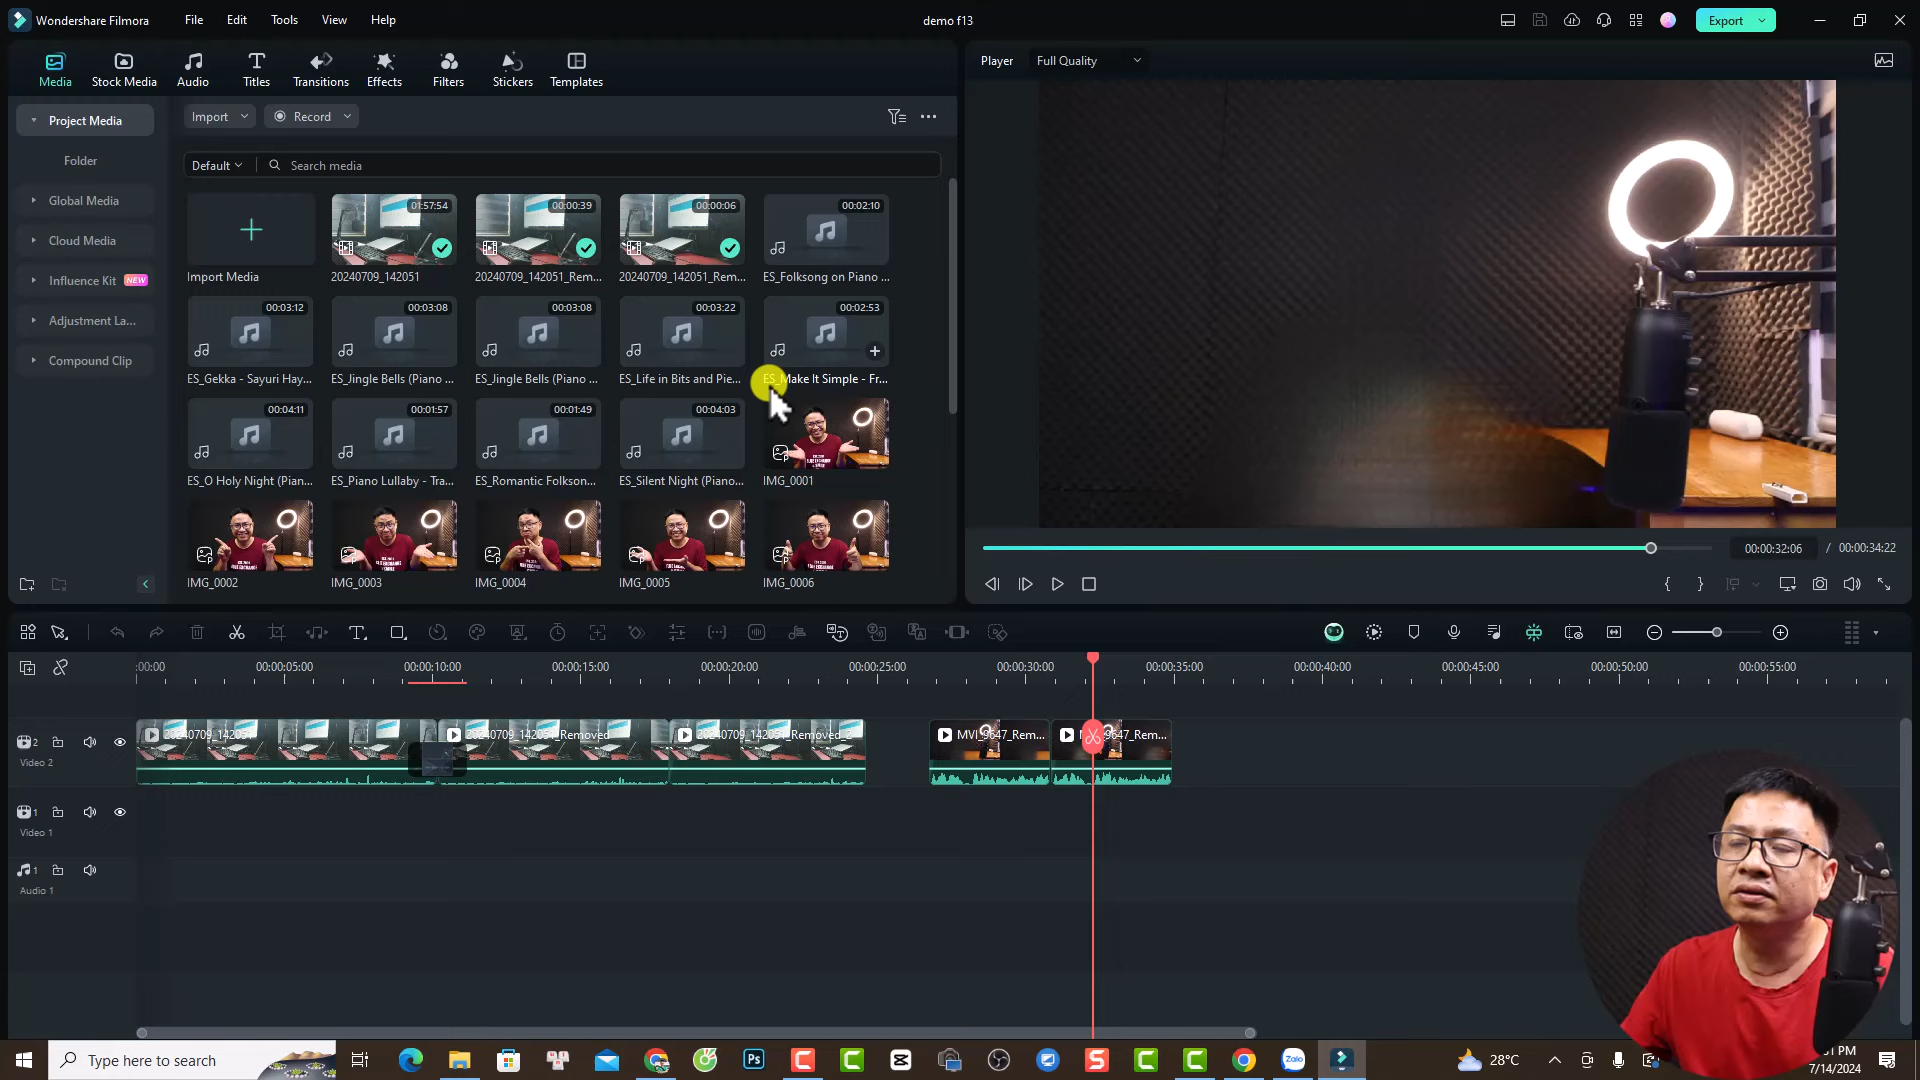 Wondershare Filmora
File
Edit
Tools
View
Help
demo f13
Export
Media
Stock Media
Audio
Titles
Transitions
Effects
Filters
Stickers
Templates
Player
Full Quality
Project Media
Folder
Global Media
Cloud Media
Influence Kit
NEW
Adjustment La...
Compound Clip
Import
Record
Default
Search media
01:57:54
00:00:39
00:00:06
00:02:10
Import Media
20240709_142051
20240709_142051_Rem...
20240709_142051_Rem...
ES_Folksong on Piano ...
00:03:12
00:03:08
00:03:08
00:03:22
00:02:53
ES_Gekka - Sayuri Hay...
ES_Jingle Bells (Piano ...
ES_Jingle Bells (Piano ...
ES_Life in Bits and Pie...
ES_Make It Simple - Fr...
00:04:11
00:01:57
00:01:49
00:04:03
ES_O Holy Night (Pian...
ES_Piano Lullaby - Tra...
ES_Romantic Folkson...
ES_Silent Night (Piano...
IMG_0001
IMG_0002
IMG_0003
IMG_0004
IMG_0005
IMG_0006
00:00:32:06 / 00:00:34:22
:00:00
00:00:05:00
00:00:10:00
00:00:15:00
00:00:20:00
00:00:25:00
00:00:30:00
00:00:35:00
00:00:40:00
00:00:45:00
00:00:50:00
00:00:55:00
2
Video 2
20240709_142051
20240709_142051_Removed
20240709_142051_Removed_2
MVI_9647_Rem...
9647_Rem...
1
Video 1
1
Audio 1
Type here to search
Ps
Zalo
28°C
PM
7/14/2024